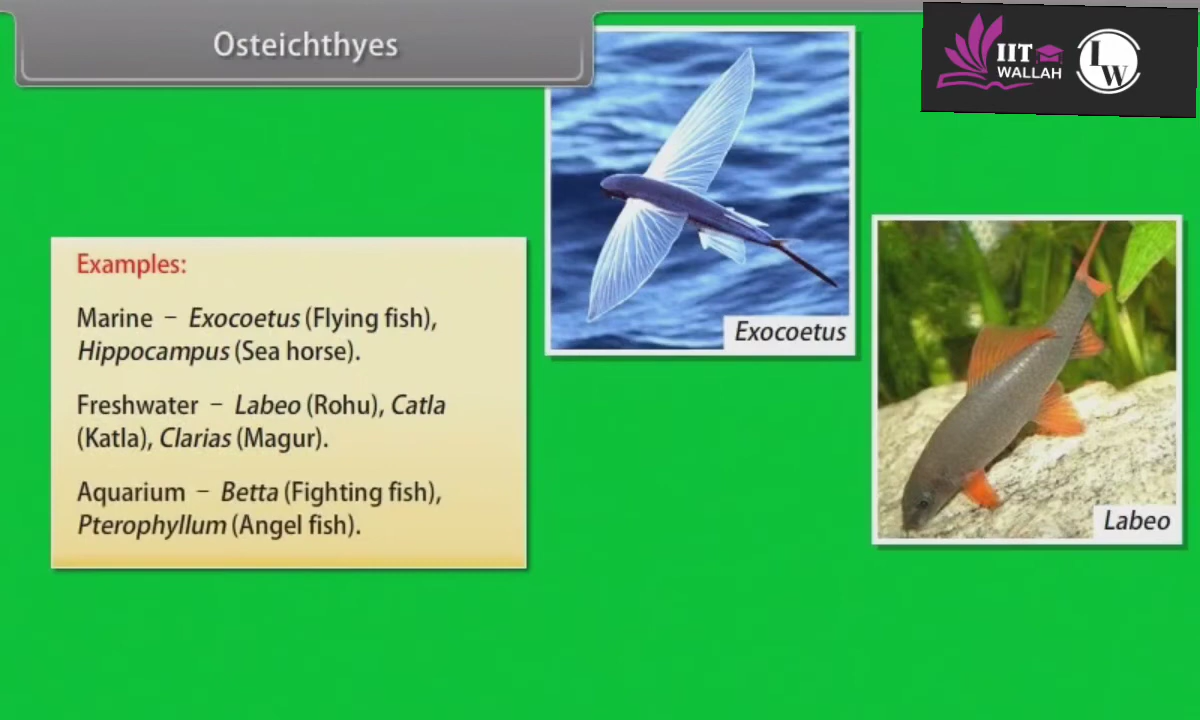 Osteichthyes
IIT
WALLAH
LW
Examples:
Marine – Exocoetus (Flying fish),
Hippocampus (Sea horse).
Freshwater – Labeo (Rohu), Catla
(Katla), Clarias (Magur).
Aquarium – Betta (Fighting fish),
Pterophyllum (Angel fish).
Exocoetus
Labeo